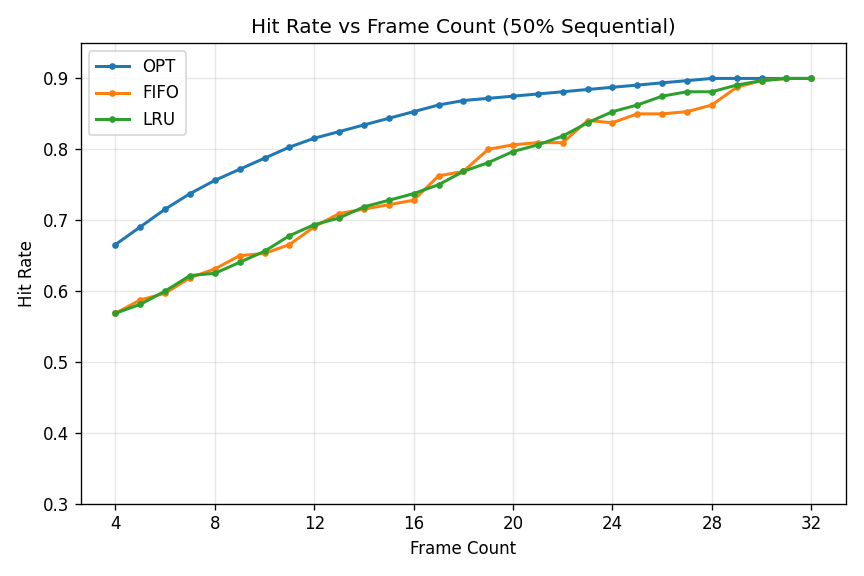 Hit Rate vs Frame Count (50% Sequential)
OPT
FIFO
LRU
Hit Rate
0.9
0.8
0.7
0.6
0.5
0.4
0.3
4 8 12 16 20 24 28 32
Frame Count